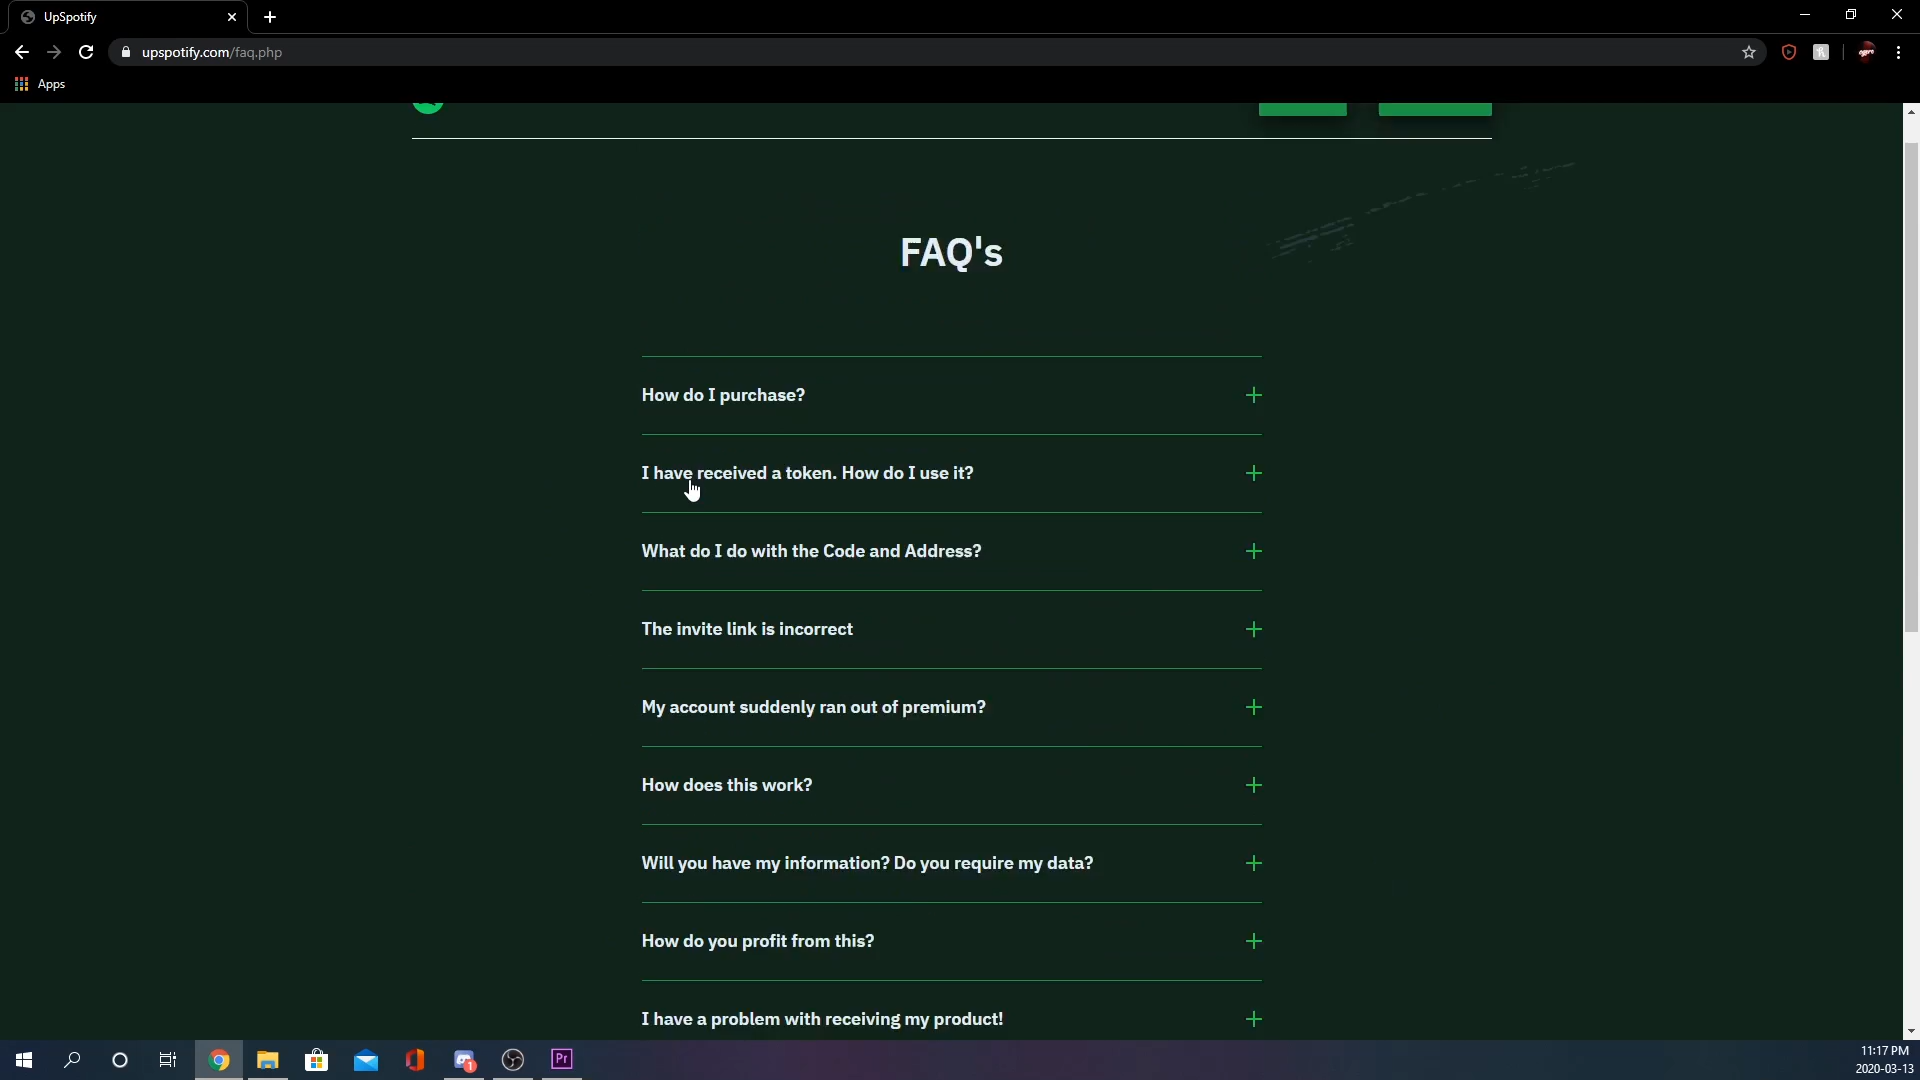 UpSpotify
upspotify.com/faq.php
Apps
FAQ's
How do I purchase?
I have received a token. How do I use it?
What do I do with the Code and Address?
The invite link is incorrect
My account suddenly ran out of premium?
How does this work?
Will you have my information? Do you require my data?
How do you profit from this?
I have a problem with receiving my product!
1
Pr
11:17 PM
2020-03-13